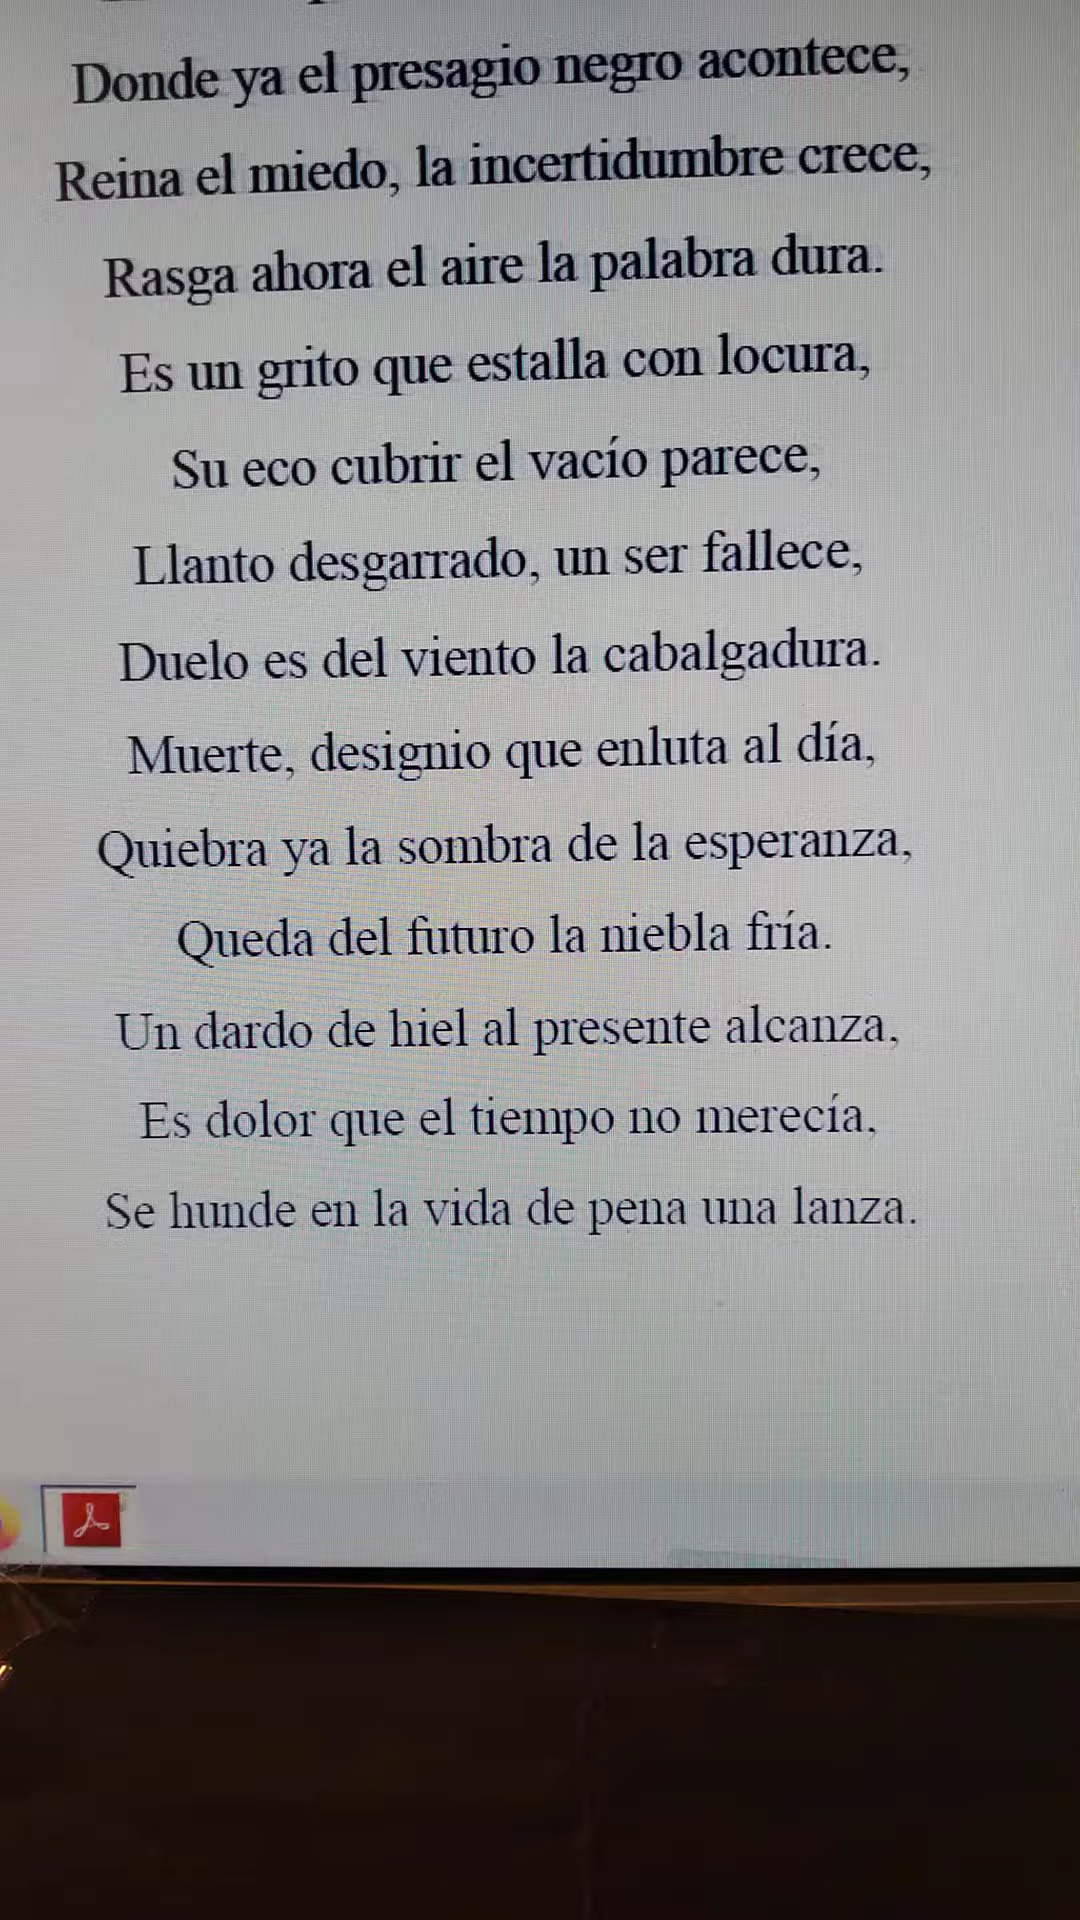 Donde ya el presagio negro acontece,
Reina el miedo, la incertidumbre crece,
Rasga ahora el aire la palabra dura.
Es un grito que estalla con locura,
Su eco cubrir el vacío parece,
Llanto desgarrado, un ser fallece,
Duelo es del viento la cabalgadura.
Muerte, designio que enluta al día,
Quiebra ya la sombra de la esperanza,
Queda del futuro la niebla fría.
Un dardo de hiel al presente alcanza,
Es dolor que el tiempo no merecía,
Se hunde en la vida de pena una lanza.